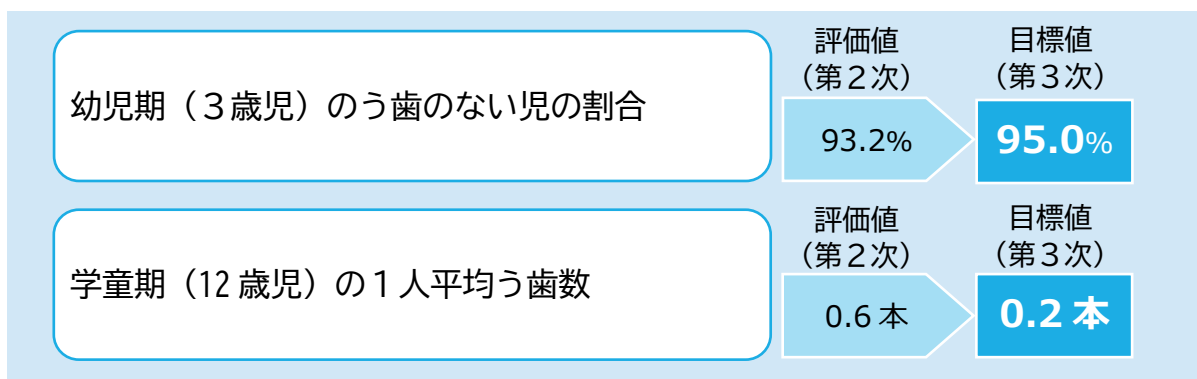 評価値
(第２次)
目標値
(第３次)
幼児期（３歳児）のう歯のない児の割合
93.2%
95.0%
評価値
(第２次)
目標値
(第３次)
学童期（12 歳児）の１人平均う歯数
0.6 本
0.2 本